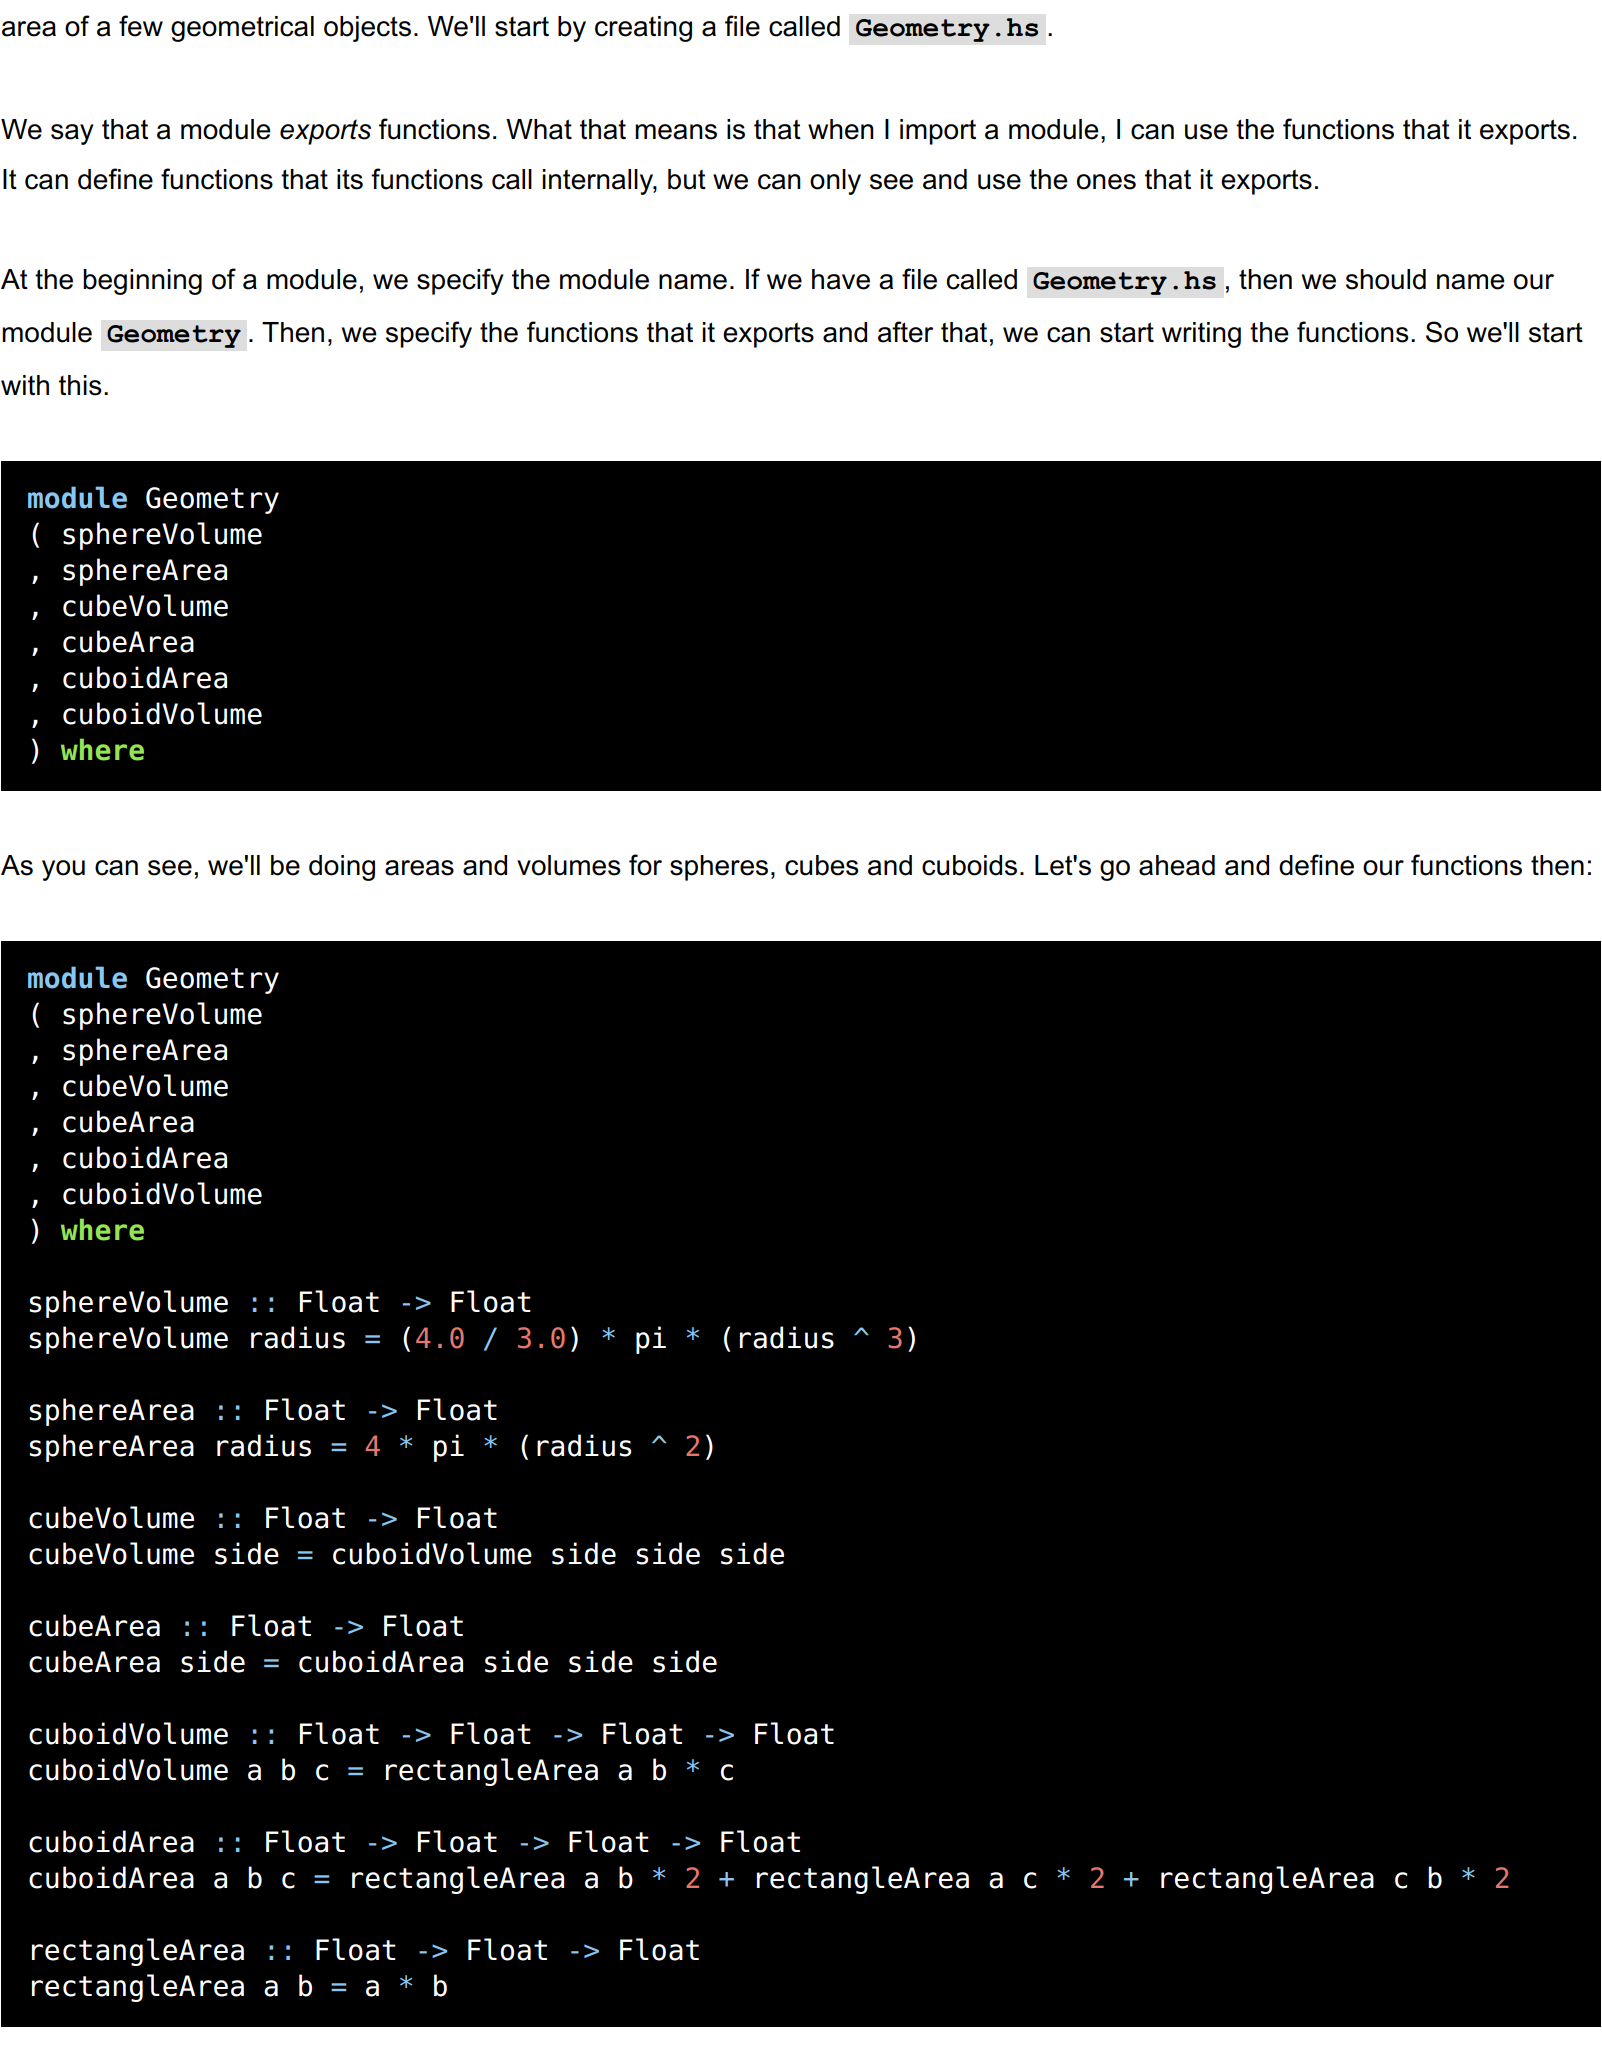 area of a few geometrical objects. We'll start by creating a file called Geometry.hs.
We say that a module exports functions. What that means is that when I import a module, I can use the functions that it exports.
It can define functions that its functions call internally, but we can only see and use the ones that it exports.
At the beginning of a module, we specify the module name. If we have a file called Geometry.hs, then we should name our
module Geometry. Then, we specify the functions that it exports and after that, we can start writing the functions. So we'll start
with this.
module Geometry
( sphereVolume
, sphereArea
, cubeVolume
, cubeArea
, cuboidArea
, cuboidVolume
) where
As you can see, we'll be doing areas and volumes for spheres, cubes and cuboids. Let's go ahead and define our functions then:
module Geometry
( sphereVolume
, sphereArea
, cubeVolume
, cubeArea
, cuboidArea
, cuboidVolume
) where
sphereVolume :: Float -> Float
sphereVolume radius = (4.0 / 3.0) * pi * (radius ^ 3)
sphereArea :: Float -> Float
sphereArea radius = 4 * pi * (radius ^ 2)
cubeVolume :: Float -> Float
cubeVolume side = cuboidVolume side side side
cubeArea :: Float -> Float
cubeArea side = cuboidArea side side side
cuboidVolume :: Float -> Float -> Float -> Float
cuboidVolume a b c = rectangleArea a b * c
cuboidArea :: Float -> Float -> Float -> Float
cuboidArea a b c = rectangleArea a b * 2 + rectangleArea a c * 2 + rectangleArea c b * 2
rectangleArea :: Float -> Float -> Float
rectangleArea a b = a * b